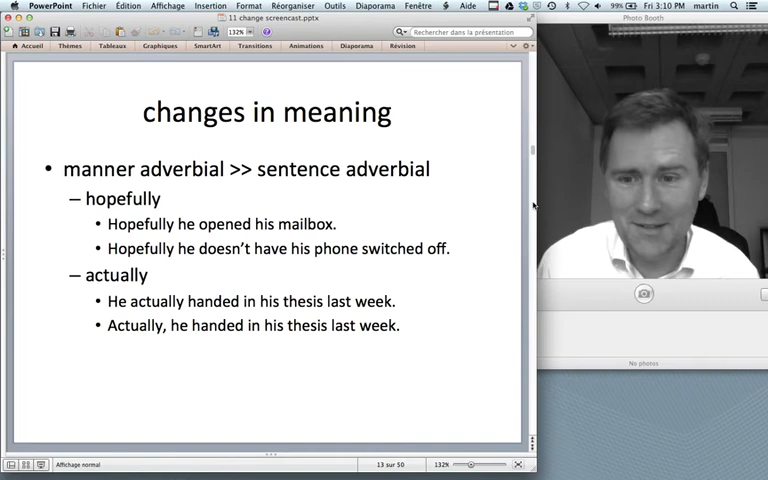 PowerPoint Fichier Édition Affichage Insertion Format Réorganiser Outils Diaporama Fenêtre Aide 99% Fri 3:10 PM martin
11 change screencast.pptx
Photo Booth
132%
Rechercher dans la présentation
Accueil Thèmes Tableaux Graphiques SmartArt Transitions Animations Diaporama Révision
changes in meaning
• manner adverbial >> sentence adverbial
– hopefully
• Hopefully he opened his mailbox.
• Hopefully he doesn't have his phone switched off.
– actually
• He actually handed in his thesis last week.
• Actually, he handed in his thesis last week.
No photos
Affichage normal 13 sur 50 132%